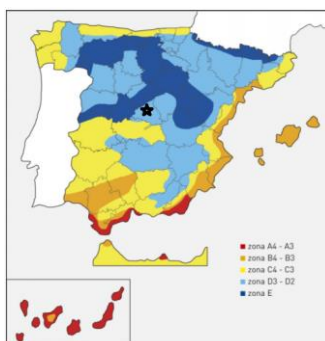 zona A4 - A3
zona B4 - B3
zona C4 - C3
zona D3 - D2
zona E